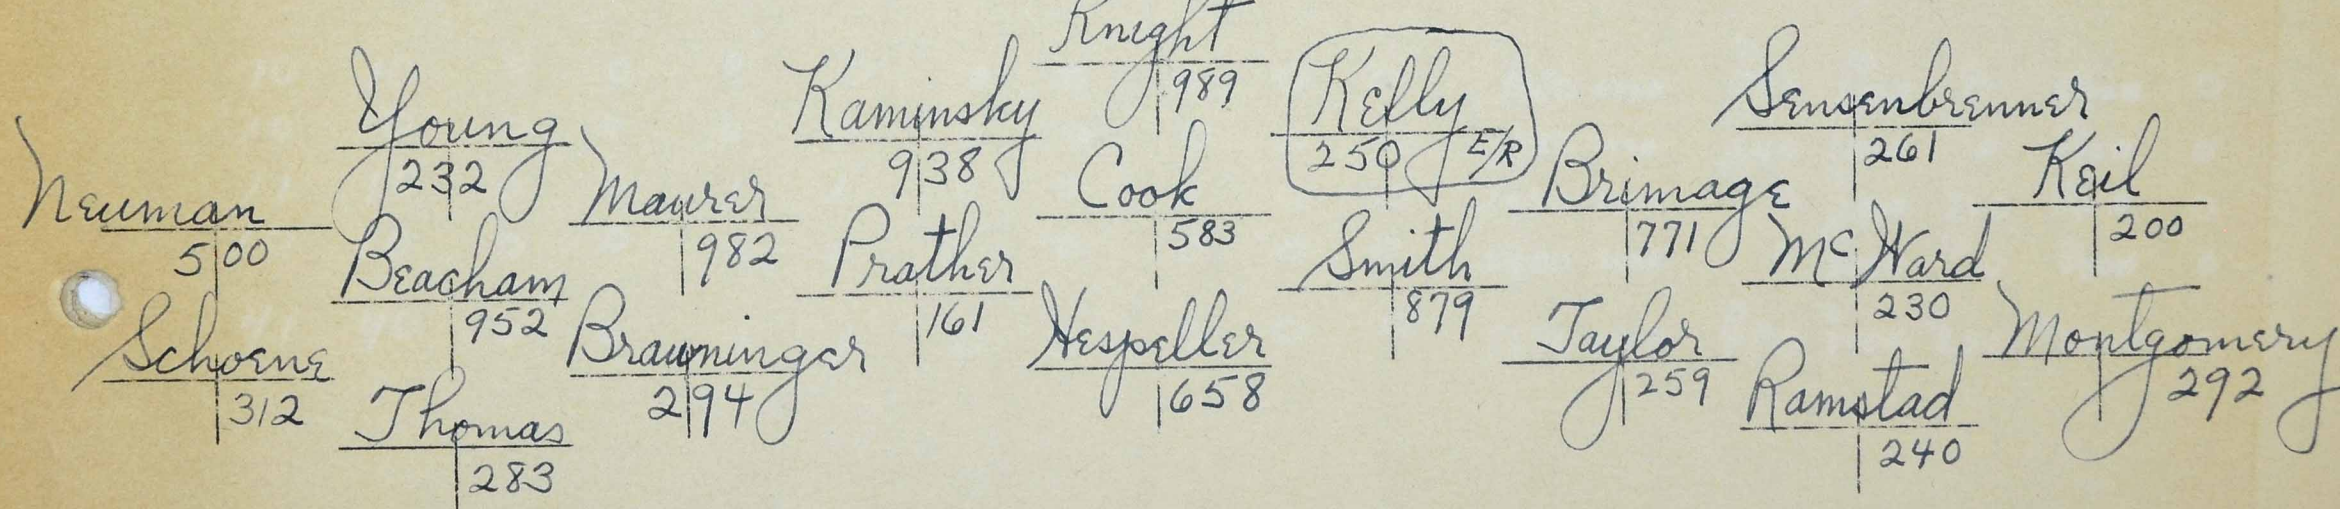 Knight
989
Kelly
250 E/R
Sensenbrenner
261
Young
232
Kaminsky
938
Cook
583
Brimage
771
Keil
200
Neuman
500
Maurer
982
Prather
161
Smith
879
McWard
230
Beacham
952
Schoene
312
Brauninger
294
Hespeller
658
Taylor
259
Montgomery
292
Thomas
283
Ramstad
240